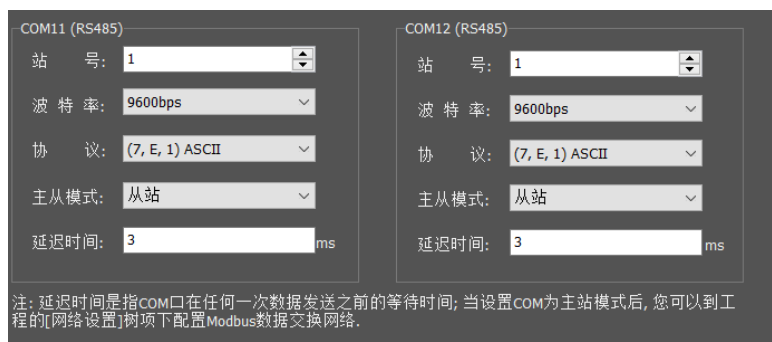 COM11 (RS485)
站 号: 1
波 特 率: 9600bps
协 议: (7, E, 1) ASCII
主从模式: 从站
延迟时间: 3 ms
COM12 (RS485)
站 号: 1
波 特 率: 9600bps
协 议: (7, E, 1) ASCII
主从模式: 从站
延迟时间: 3 ms
注: 延迟时间是指COM口在任何一次数据发送之前的等待时间; 当设置COM为主站模式后, 您可以到工
程的[网络设置]树项下配置Modbus数据交换网络.